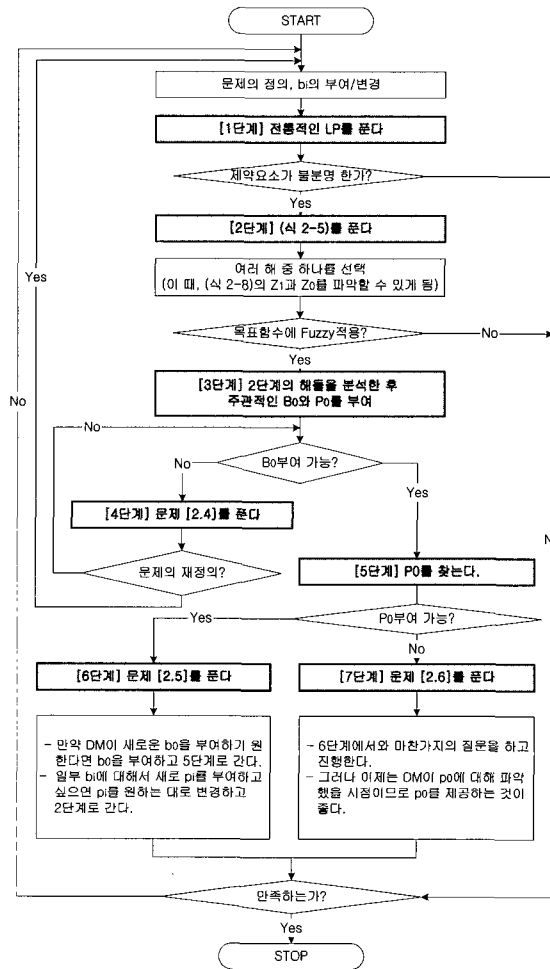 START
문제의 정의, bi의 부여/변경
[1단계] 전통적인 LP를 푼다
제약요소가 불분명 한가?
Yes
[2단계] (식 2-5)를 푼다
Yes
여러 해 중 하나를 선택
(이 때, (식 2-8)의 Z1과 Z0를 파악할 수 있게 됨)
목표함수에 Fuzzy적용?
No
Yes
No
[3단계] 2단계의 해들을 분석한 후
주관적인 B0와 P0를 부여
No
B0부여 가능?
No
Yes
[4단계] 문제 [2.4]를 푼다
문제의 재정의?
[5단계] P0를 찾는다.
N
P0부여 가능?
Yes
No
[6단계] 문제 [2.5]를 푼다
[7단계] 문제 [2.6]를 푼다
- 만약 DM이 새로운 b0을 부여하기 원
한다면 b0을 부여하고 5단계로 간다.
- 일부 bi에 대해서 새로 pi를 부여하고
싶으면 pi를 원하는 대로 변경하고
2단계로 간다.
- 6단계에서와 마찬가지의 질문을 하고
진행한다.
- 그러나 이제는 DM이 p0에 대해 파악
했을 시점이므로 p0를 제공하는 것이
좋다.
만족하는가?
Yes
STOP